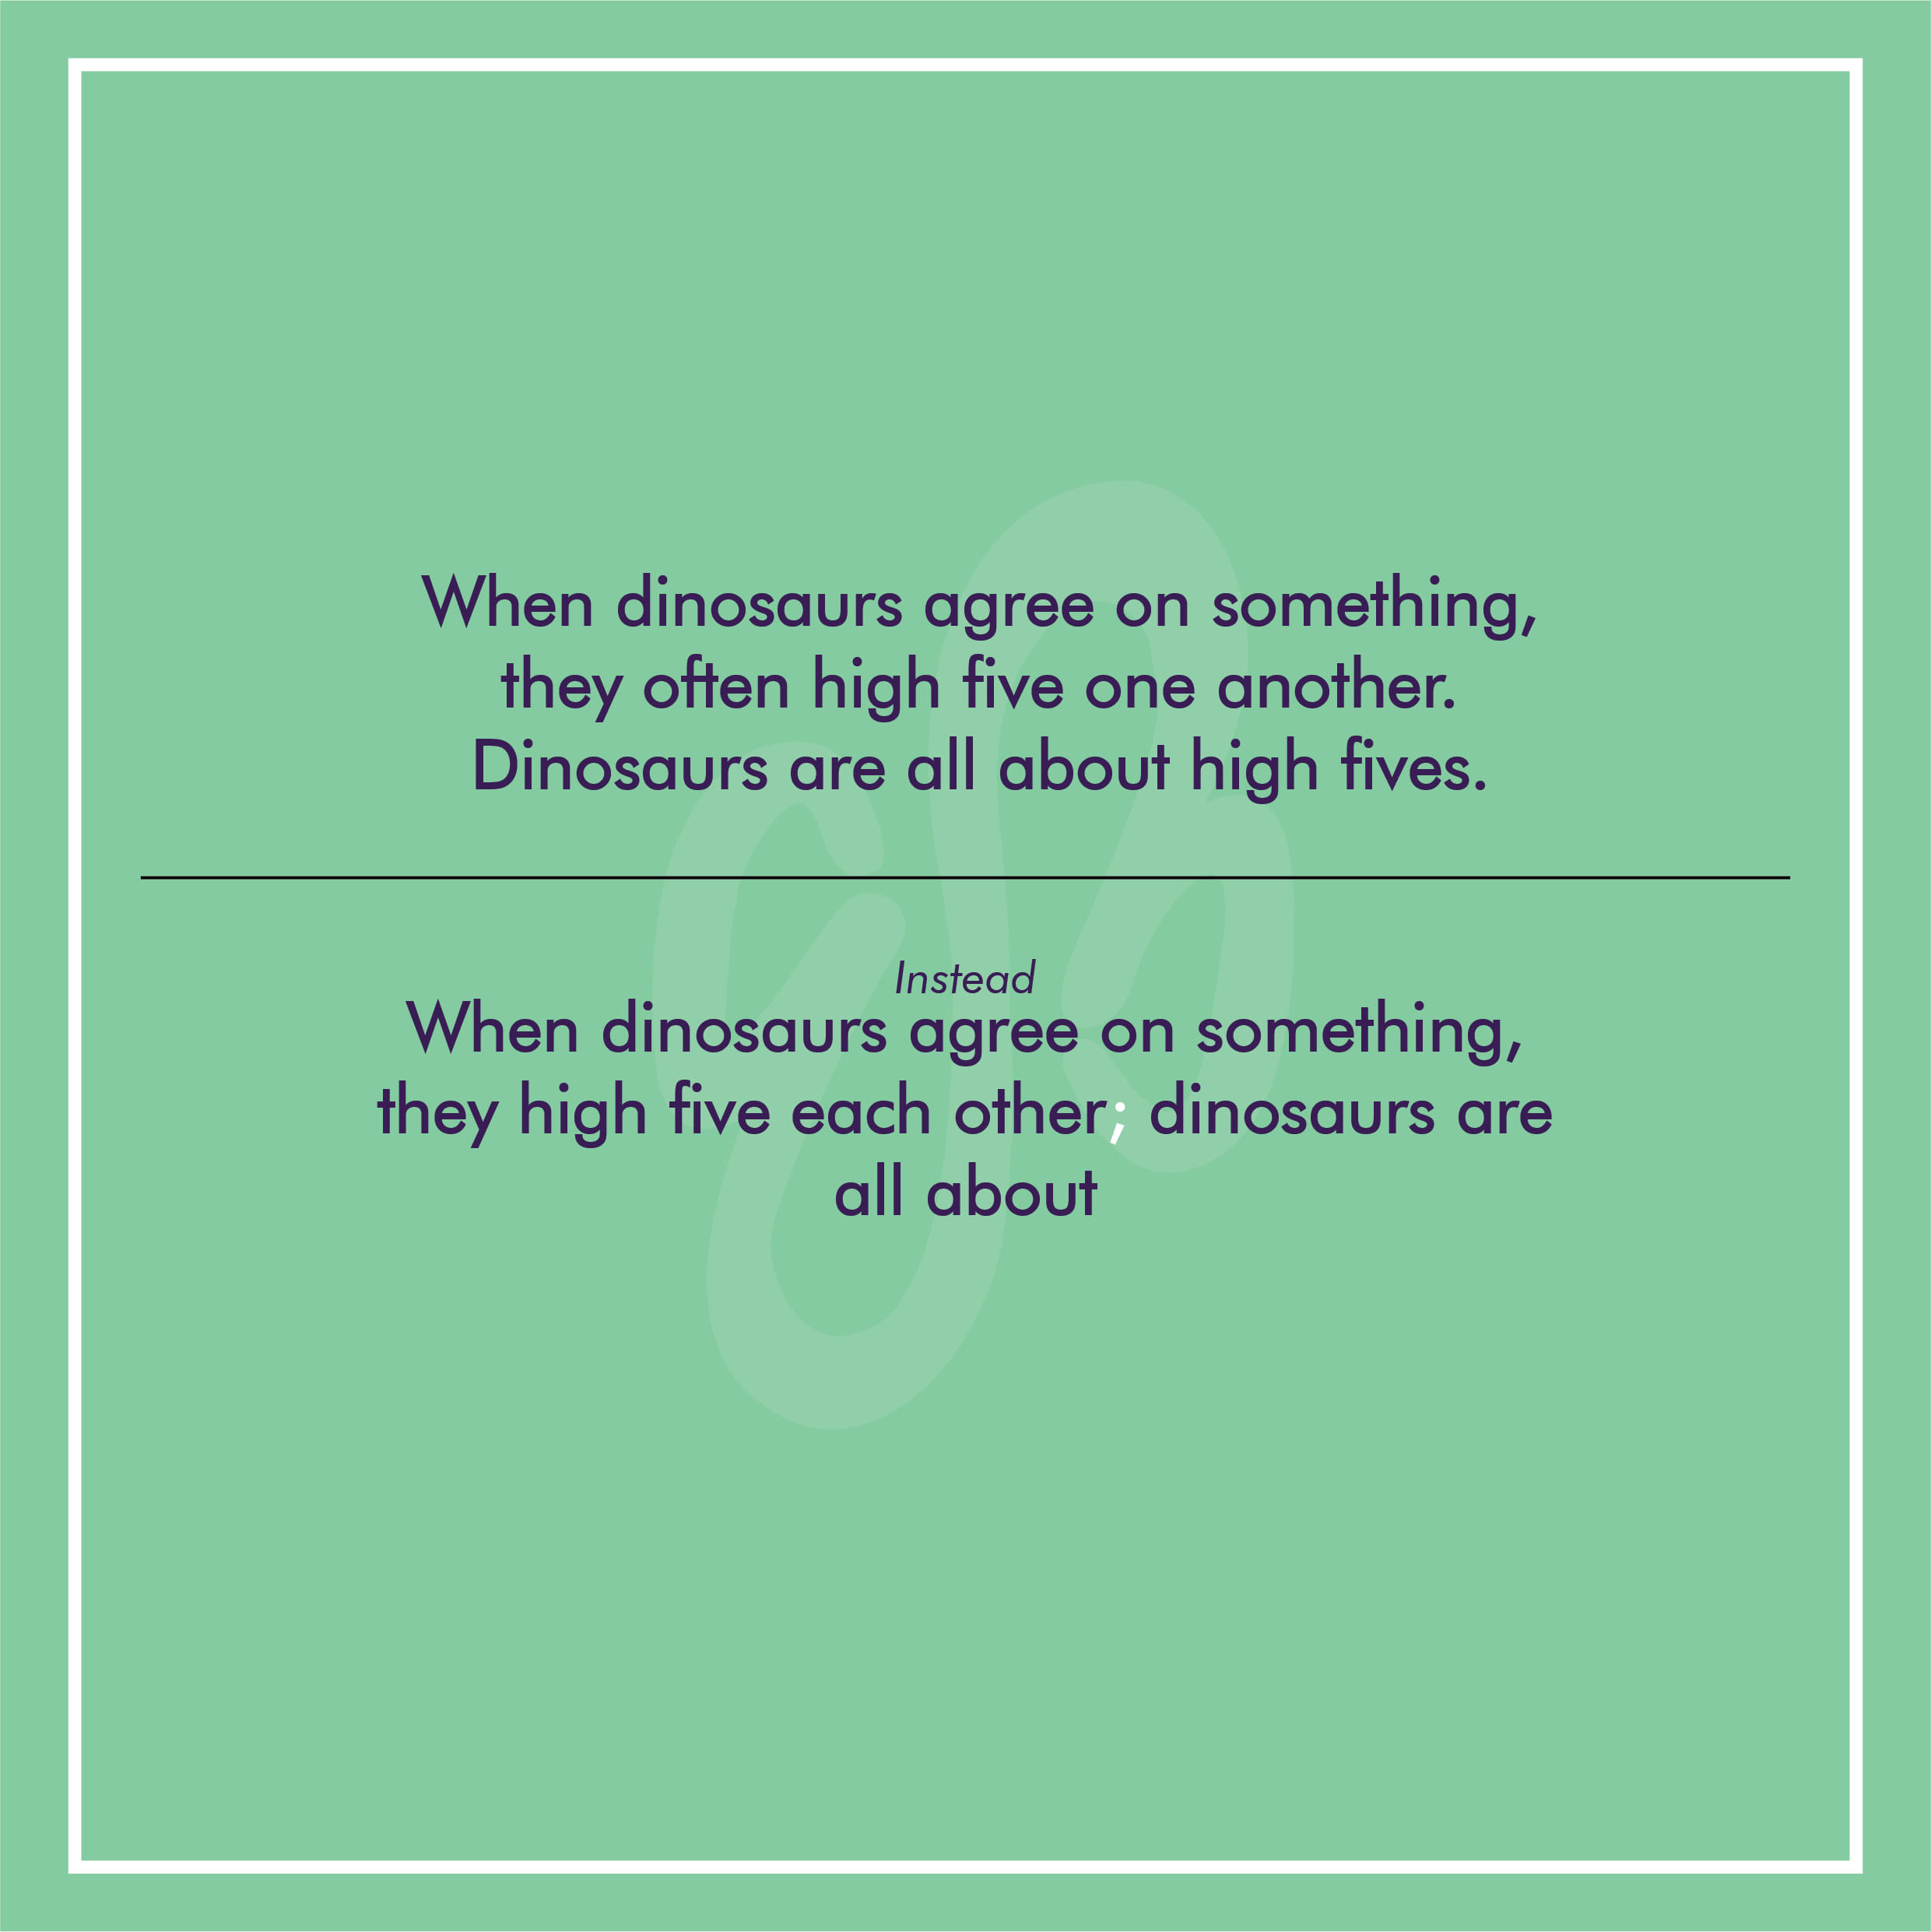 When dinosaurs agree on something,
they often high five one another.
Dinosaurs are all about high fives.
Instead
When dinosaurs agree on something,
they high five each other; dinosaurs are
all about